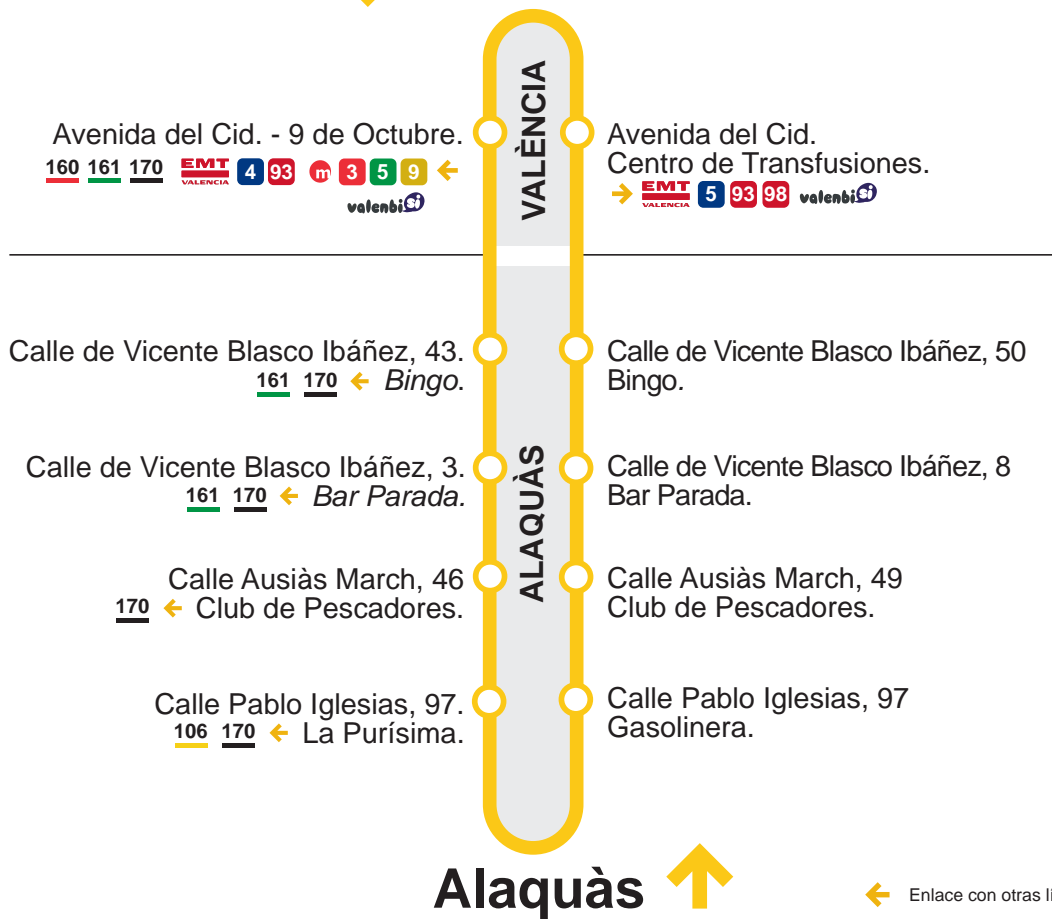 VALÈNCIA
Avenida del Cid. - 9 de Octubre.
160 161 170 EMT VALENCIA 4 93 m 3 5 9
valenbisi
Avenida del Cid.
Centro de Transfusiones.
EMT VALENCIA 5 93 98 valenbisi
ALAQUÀS
Calle de Vicente Blasco Ibáñez, 43.
161 170 Bingo.
Calle de Vicente Blasco Ibáñez, 50
Bingo.
Calle de Vicente Blasco Ibáñez, 3.
161 170 Bar Parada.
Calle de Vicente Blasco Ibáñez, 8
Bar Parada.
Calle Ausiàs March, 46
170 Club de Pescadores.
Calle Ausiàs March, 49
Club de Pescadores.
Calle Pablo Iglesias, 97.
106 170 La Purísima.
Calle Pablo Iglesias, 97
Gasolinera.
Alaquàs
Enlace con otras